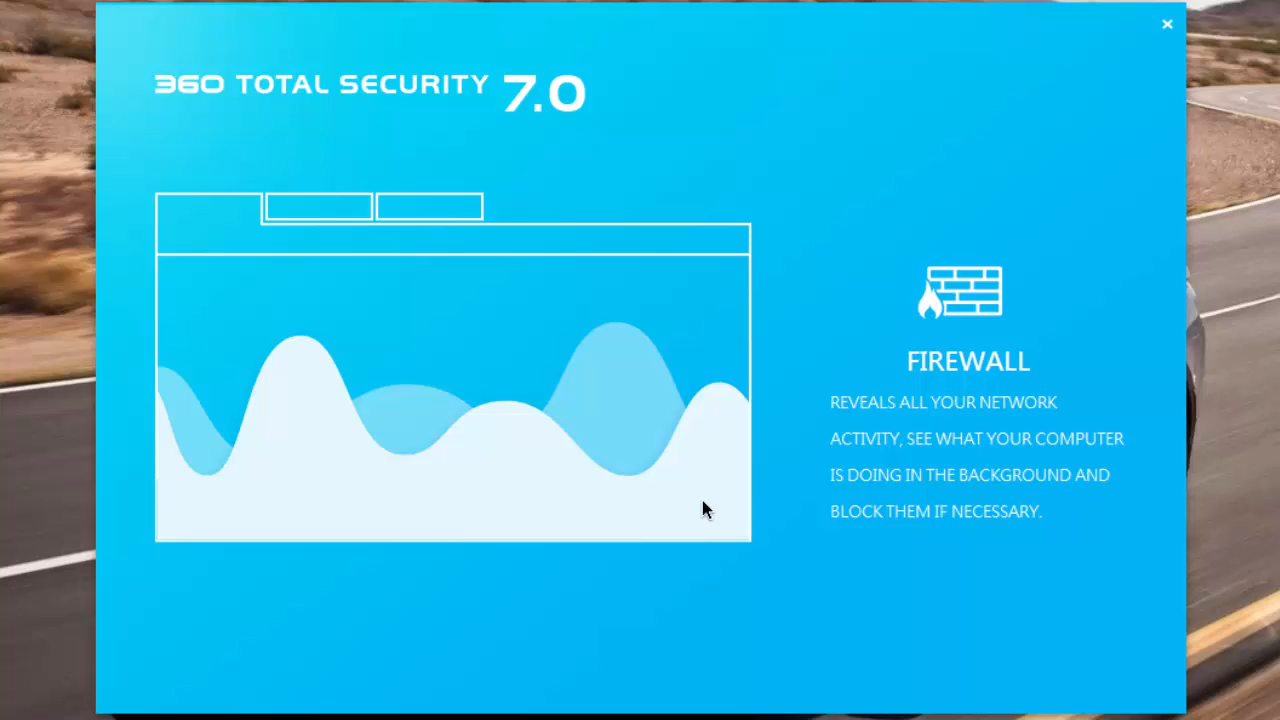 360 TOTAL SECURITY 7.0
FIREWALL
REVEALS ALL YOUR NETWORK
ACTIVITY, SEE WHAT YOUR COMPUTER
IS DOING IN THE BACKGROUND AND
BLOCK THEM IF NECESSARY.